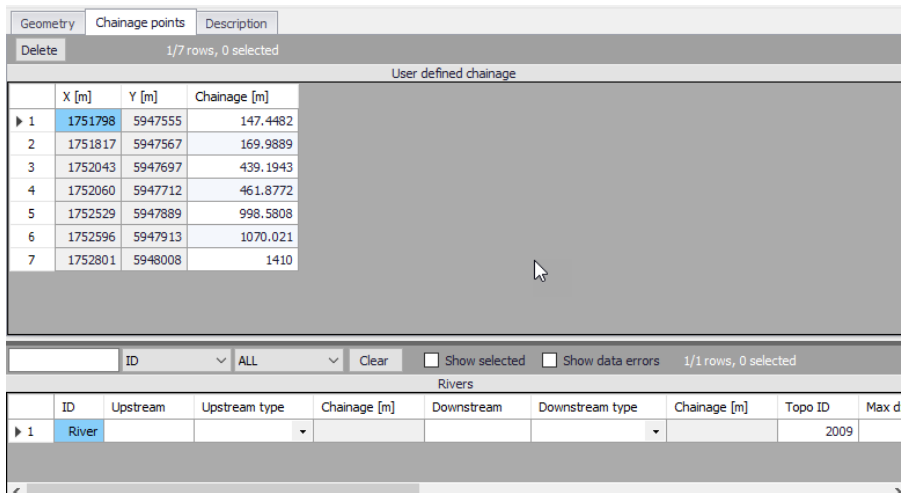 Geometry Chainage points Description
Delete 1/7 rows, 0 selected
User defined chainage
X [m] Y [m] Chainage [m]
1 1751798 5947555 147.4482
2 1751817 5947567 169.9889
3 1752043 5947697 439.1943
4 1752060 5947712 461.8772
5 1752529 5947889 998.5808
6 1752596 5947913 1070.021
7 1752801 5948008 1410
ID ALL Clear Show selected Show data errors 1/1 rows, 0 selected
Rivers
ID Upstream Upstream type Chainage [m] Downstream Downstream type Chainage [m] Topo ID Max d
1 River 2009